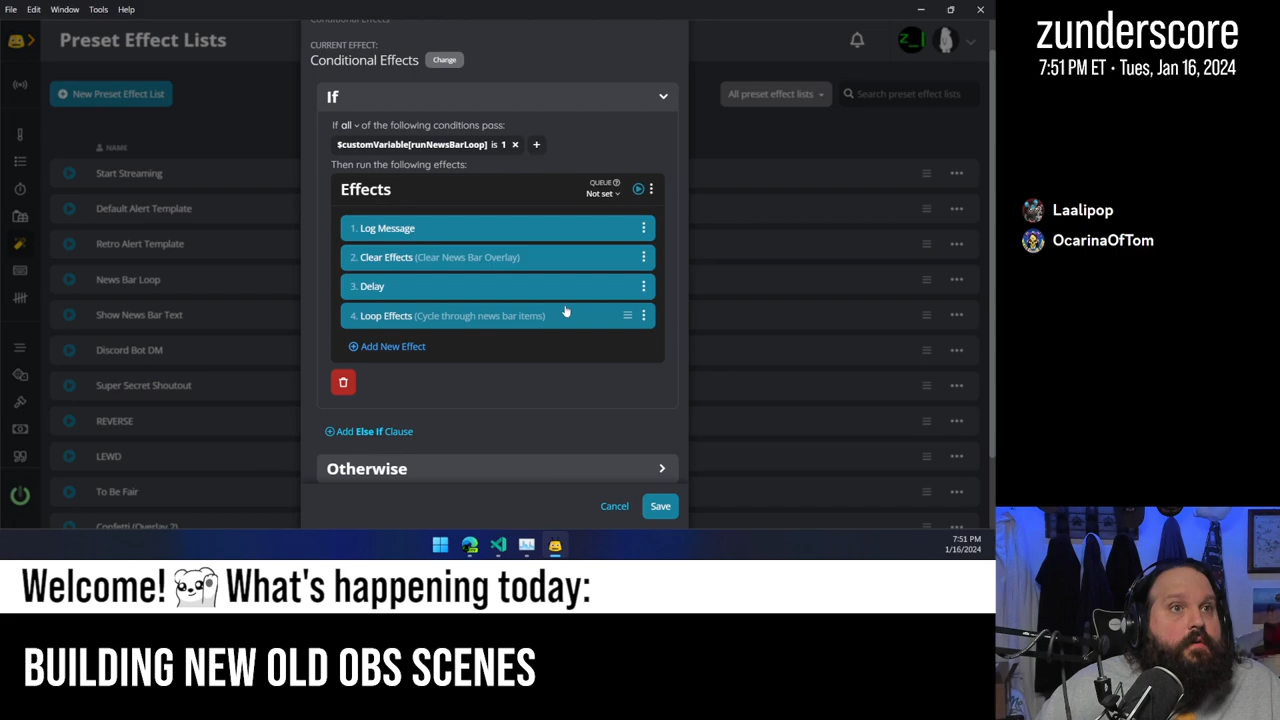 File Edit Window Tools Help
Preset Effect Lists
New Preset Effect List
All preset effect lists
Search preset effect lists
NAME
Start Streaming
Default Alert Template
Retro Alert Template
News Bar Loop
Show News Bar Text
Discord Bot DM
Super Secret Shoutout
REVERSE
LEWD
To Be Fair
Confetti (Overlay 2)
Conditional Effects
CURRENT EFFECT:
Conditional Effects Change
If
If all of the following conditions pass:
$customVariable[runNewsBarLoop] is 1
Then run the following effects:
Effects
QUEUE
Not set
1. Log Message
2. Clear Effects (Clear News Bar Overlay)
3. Delay
4. Loop Effects (Cycle through news bar items)
Add New Effect
Add Else If Clause
Otherwise
Cancel Save
7:51 PM
1/16/2024
zunderscore
7:51 PM ET • Tues, Jan 16, 2024
Laalipop
OcarinaOfTom
Welcome! What's happening today:
BUILDING NEW OLD OBS SCENES